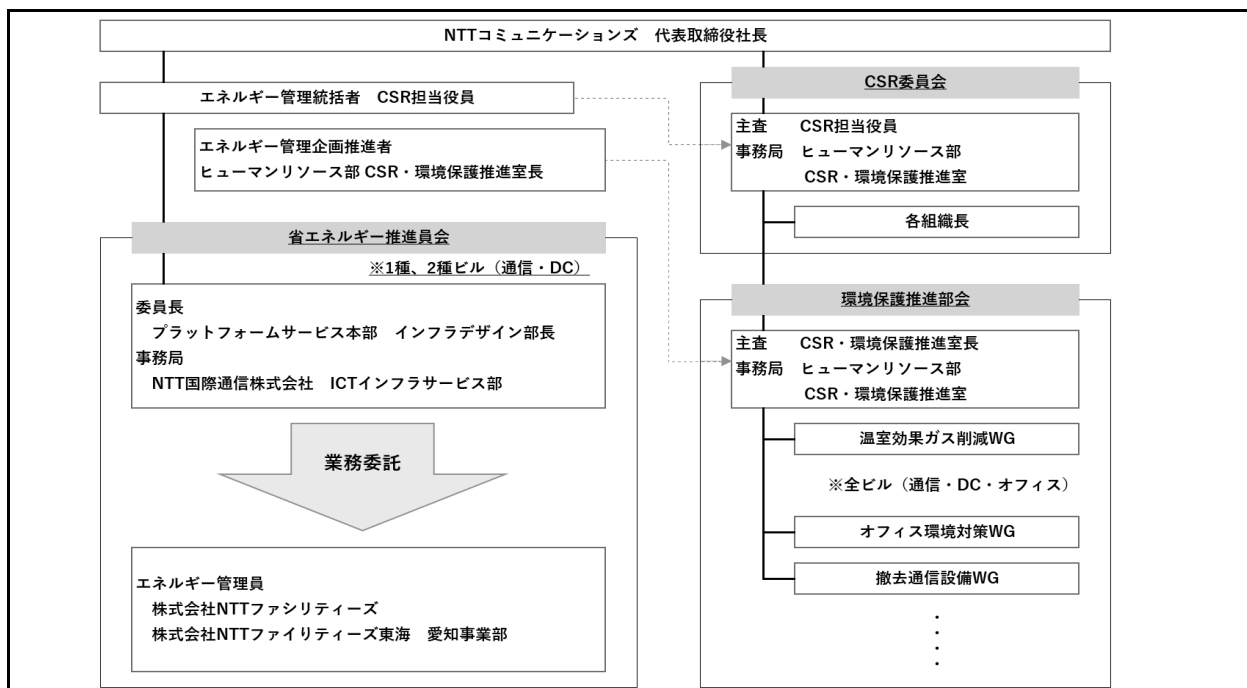 NTTコミュニケーションズ　代表取締役社長
エネルギー管理統括者　CSR担当役員
エネルギー管理企画推進者
ヒューマンリソース部 CSR・環境保護推進室長
省エネルギー推進員会
※1種、2種ビル（通信・DC）
委員長
プラットフォームサービス本部　インフラデザイン部長
事務局
NTT国際通信株式会社　ICTインフラサービス部
業務委託
エネルギー管理員
株式会社NTTファシリティーズ
株式会社NTTファイリティーズ東海　愛知事業部
CSR委員会
主査　CSR担当役員
事務局　ヒューマンリソース部
CSR・環境保護推進室
各組織長
環境保護推進部会
主査　CSR・環境保護推進室長
事務局　ヒューマンリソース部
CSR・環境保護推進室
温室効果ガス削減WG
※全ビル（通信・DC・オフィス）
オフィス環境対策WG
撤去通信設備WG
・
・
・
・